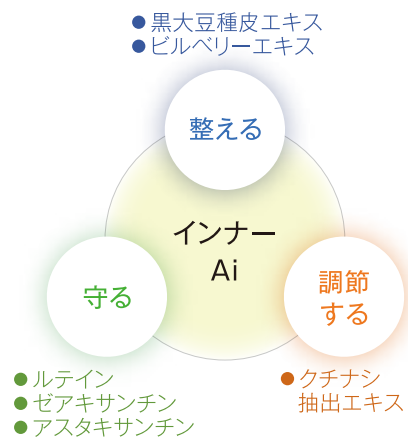 ●黒大豆種皮エキス
●ビルベリーエキス
整える
インナー
Ai
守る
調節
する
●ルテイン
●ゼアキサンチン
●アスタキサンチン
●クチナシ
抽出エキス